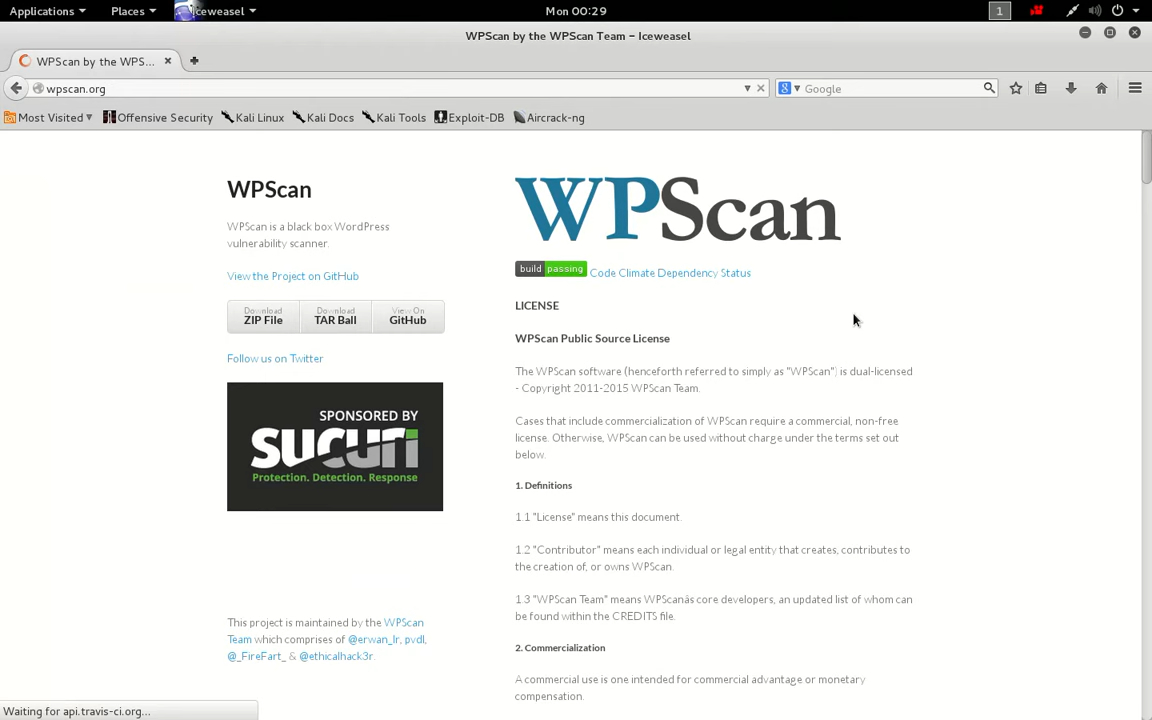 Applications
Places
Iceweasel
Mon 00:29
1
WPScan by the WPScan Team - Iceweasel
WPScan by the WPS...
wpscan.org
Google
Most Visited
Offensive Security
Kali Linux
Kali Docs
Kali Tools
Exploit-DB
Aircrack-ng
WPScan
WPScan is a black box WordPress
vulnerability scanner.
View the Project on GitHub
Download
ZIP File
Download
TAR Ball
View On
GitHub
Follow us on Twitter
SPONSORED BY
sucuri
Protection. Detection. Response
This project is maintained by the WPScan
Team which comprises of @erwan_lr, pvdl,
@_FireFart_ & @ethicalhack3r.
WPScan
build passing Code Climate Dependency Status
LICENSE
WPScan Public Source License
The WPScan software (henceforth referred to simply as "WPScan") is dual-licensed
- Copyright 2011-2015 WPScan Team.
Cases that include commercialization of WPScan require a commercial, non-free
license. Otherwise, WPScan can be used without charge under the terms set out
below.
1. Definitions
1.1 "License" means this document.
1.2 "Contributor" means each individual or legal entity that creates, contributes to
the creation of, or owns WPScan.
1.3 "WPScan Team" means WPScanâs core developers, an updated list of whom can
be found within the CREDITS file.
2. Commercialization
A commercial use is one intended for commercial advantage or monetary
compensation.
Waiting for api.travis-ci.org...